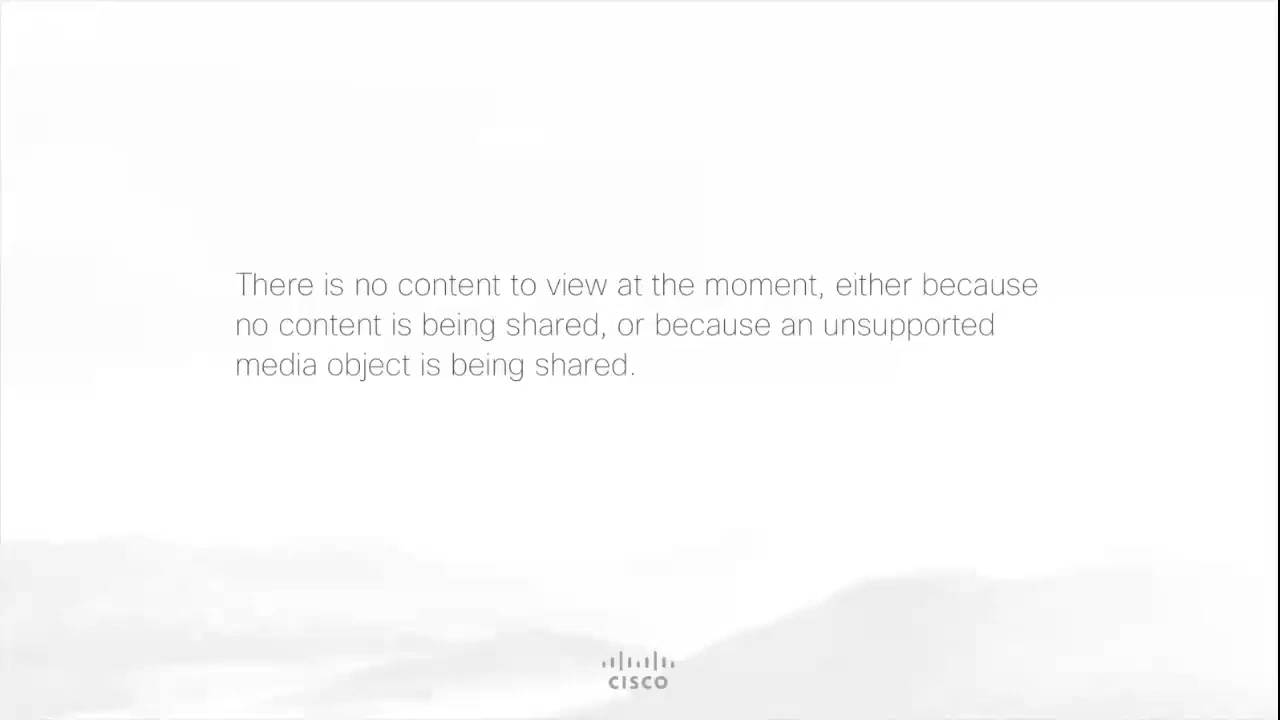 There is no content to view at the moment, either because
no content is being shared, or because an unsupported
media object is being shared.
CISCO